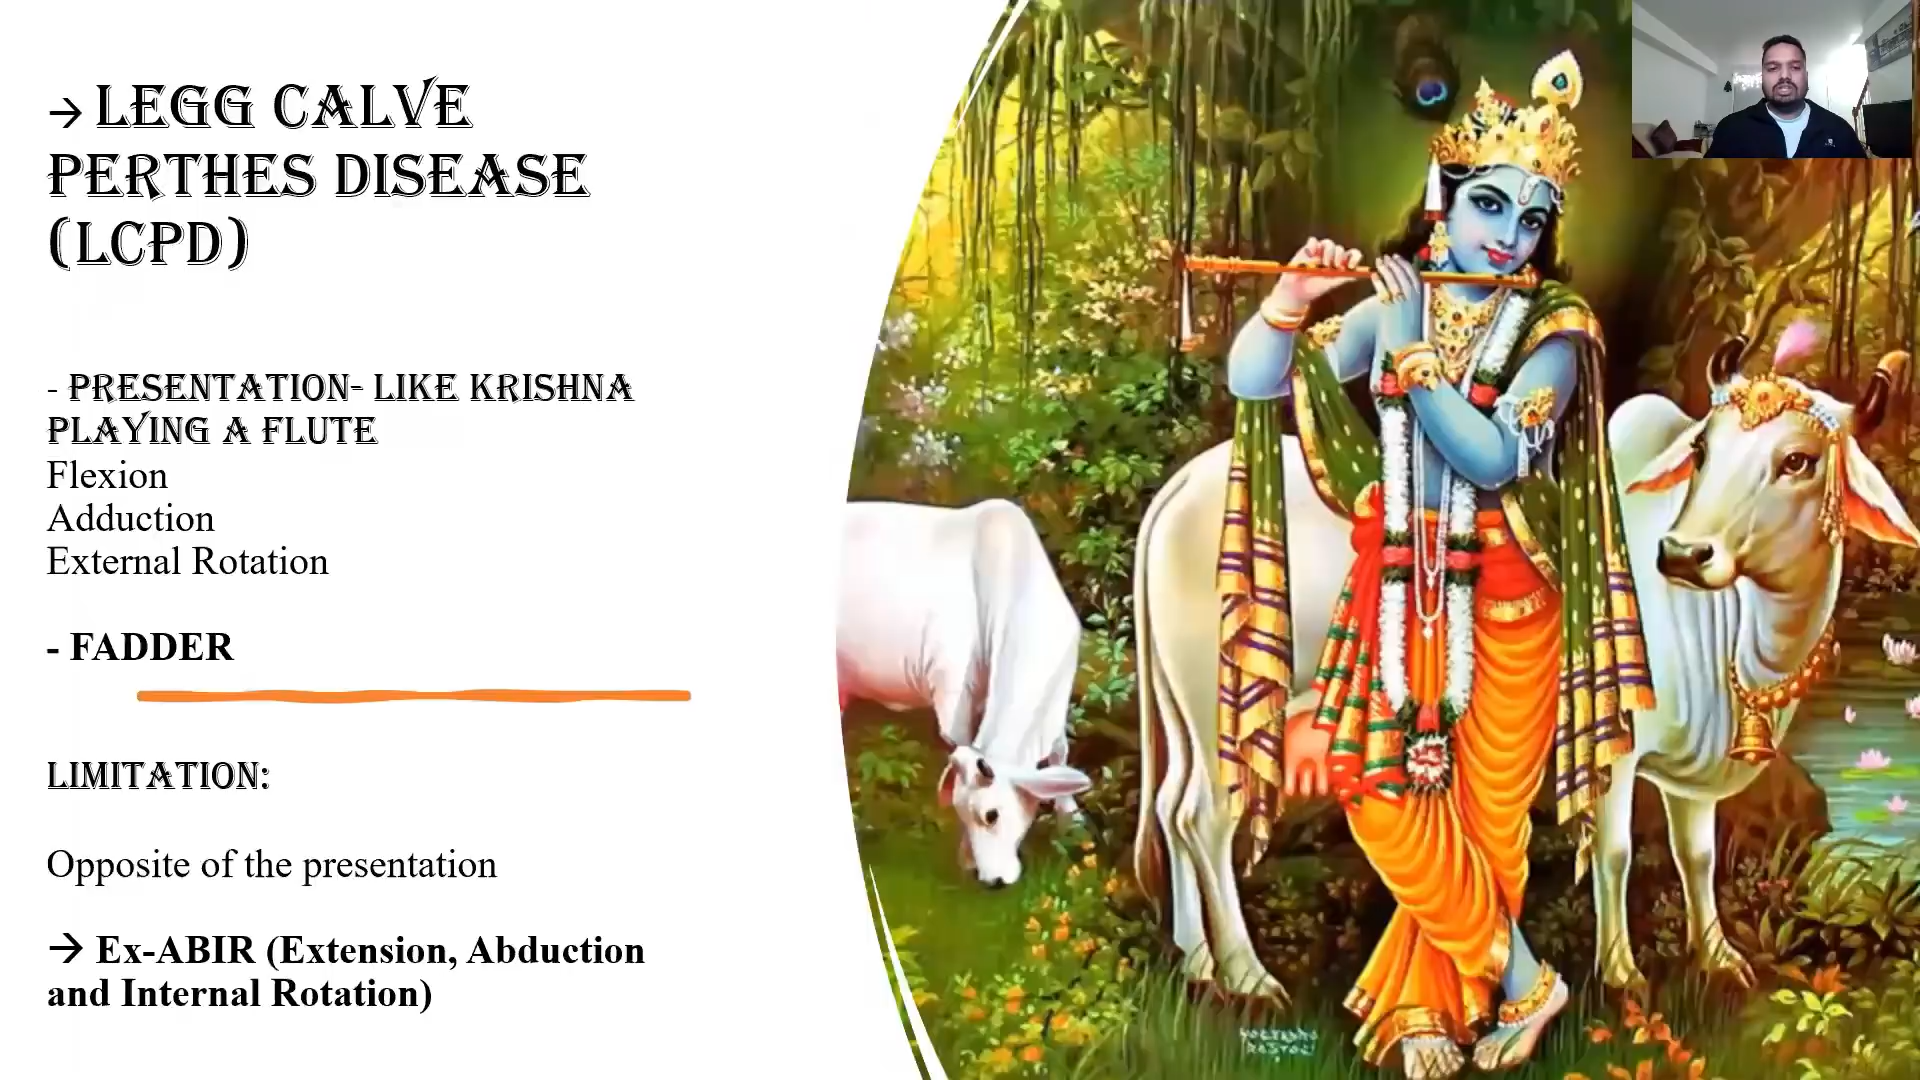 → LEGG CALVE
PERTHES DISEASE
(LCPD)
- PRESENTATION- LIKE KRISHNA
PLAYING A FLUTE
Flexion
Adduction
External Rotation
- FADDER
LIMITATION:
Opposite of the presentation
→ Ex-ABIR (Extension, Abduction
and Internal Rotation)